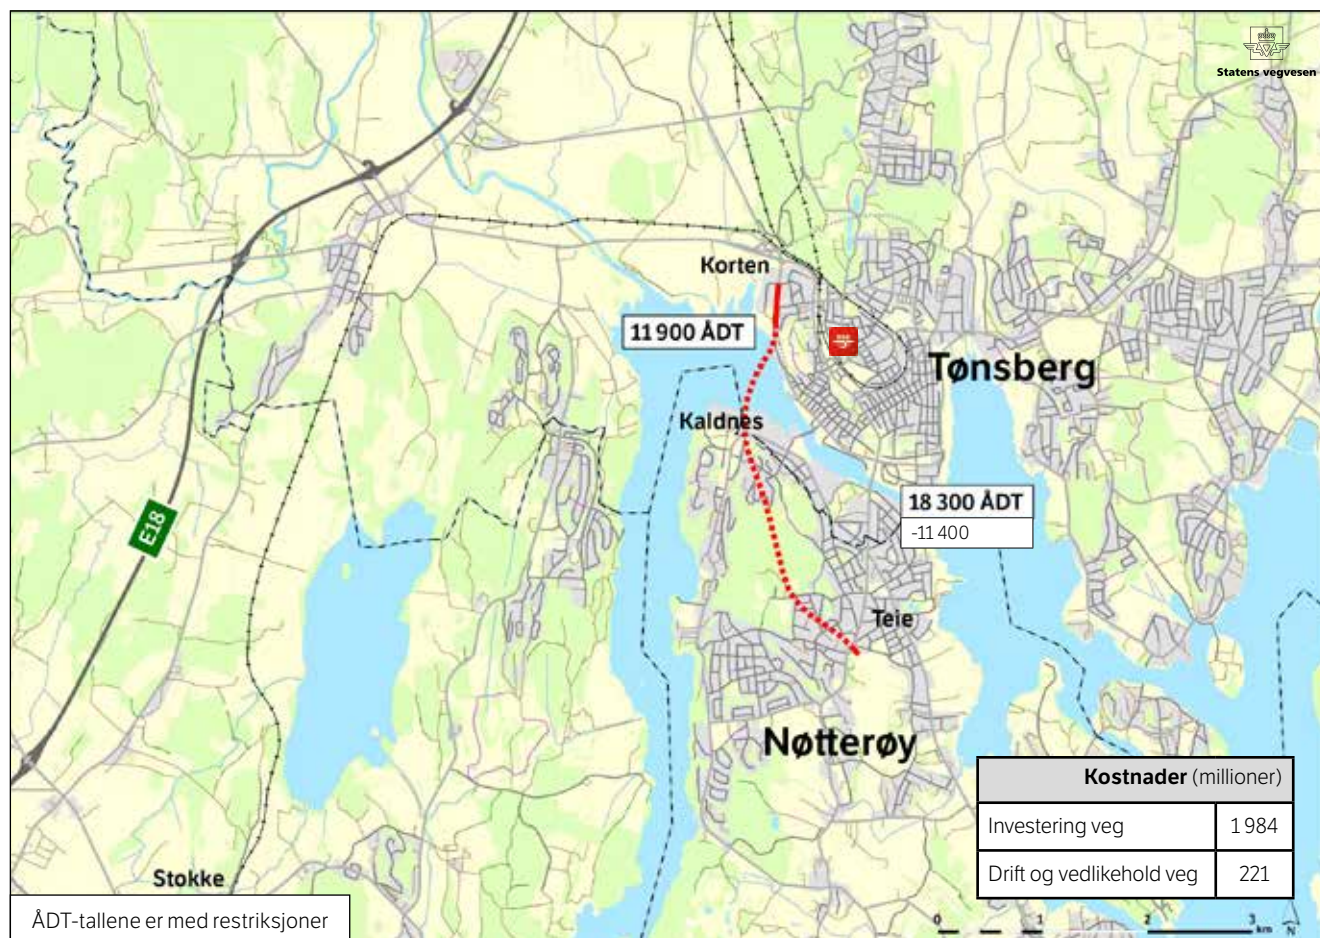 Statens vegvesen
Korten
11 900 ÅDT
Tønsberg
Kaldnes
18 300 ÅDT
-11 400
E18
Teie
Nøtterøy
Kostnader (millioner)
Investering veg 1 984
Drift og vedlikehold veg 221
Stokke
ÅDT-tallene er med restriksjoner
0 1 2 3
km
N